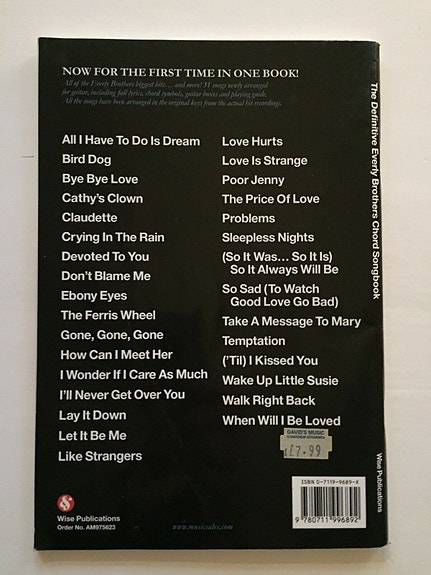 NOW FOR THE FIRST TIME IN ONE BOOK!
All of the Everly Brothers biggest hits... and more! 31 songs newly arranged
for guitar, including full lyrics, chord symbols, guitar boxes and playing guide.
All the songs have been arranged in the original keys from the actual hit recordings.
All I Have To Do Is Dream
Bird Dog
Bye Bye Love
Cathy's Clown
Claudette
Crying In The Rain
Devoted To You
Don't Blame Me
Ebony Eyes
The Ferris Wheel
Gone, Gone, Gone
How Can I Meet Her
I Wonder If I Care As Much
I'll Never Get Over You
Lay It Down
Let It Be Me
Like Strangers
Love Hurts
Love Is Strange
Poor Jenny
The Price Of Love
Problems
Sleepless Nights
(So It Was... So It Is)
So It Always Will Be
So Sad (To Watch
Good Love Go Bad)
Take A Message To Mary
Temptation
('Til) I Kissed You
Wake Up Little Susie
Walk Right Back
When Will I Be Loved
DAVID'S MUSIC
£7.99
ISBN 0-7119-9689-X
9 780711 996892
Wise Publications
Order No. AM975623
www.musicsales.com
The Definitive Everly Brothers Chord Songbook
Wise Publications